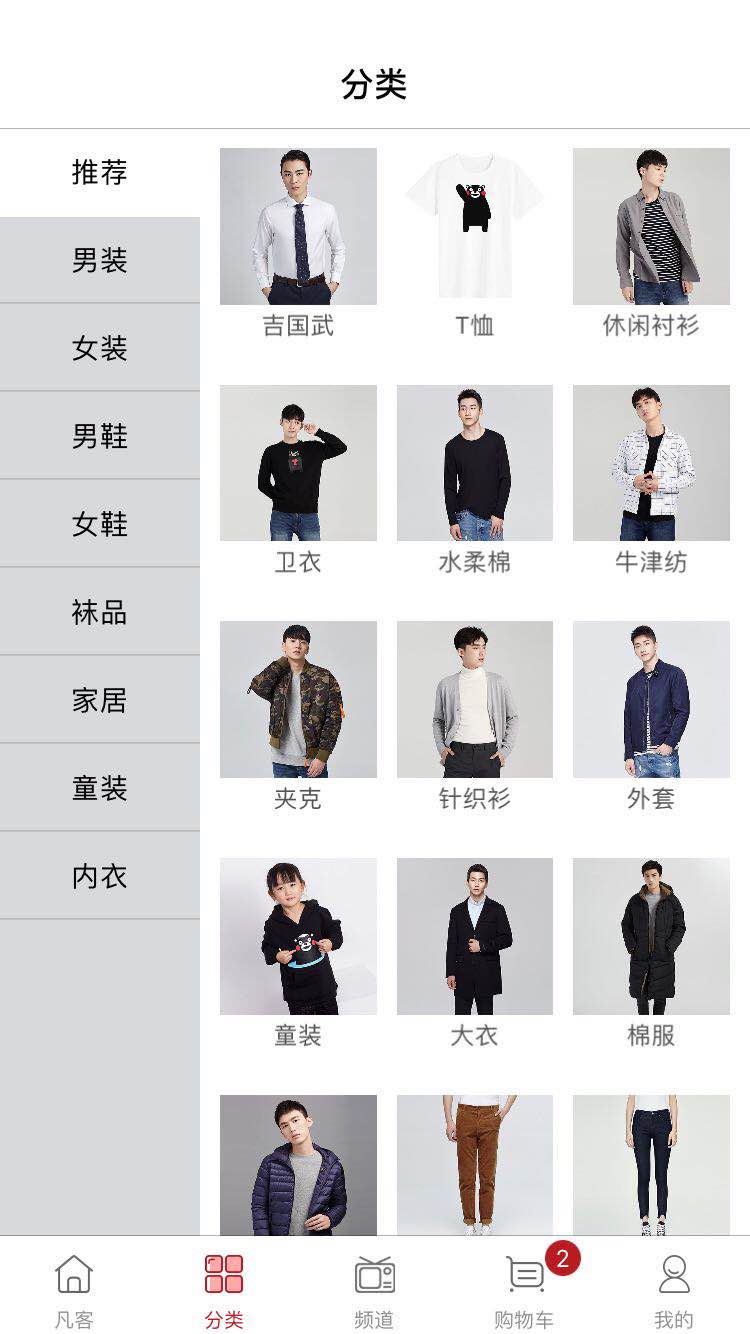 分类
推荐
男装
女装
男鞋
女鞋
袜品
家居
童装
内衣
吉国武
T恤
休闲衬衫
卫衣
水柔棉
牛津纺
夹克
针织衫
外套
童装
大衣
棉服
凡客
分类
频道
2
购物车
我的